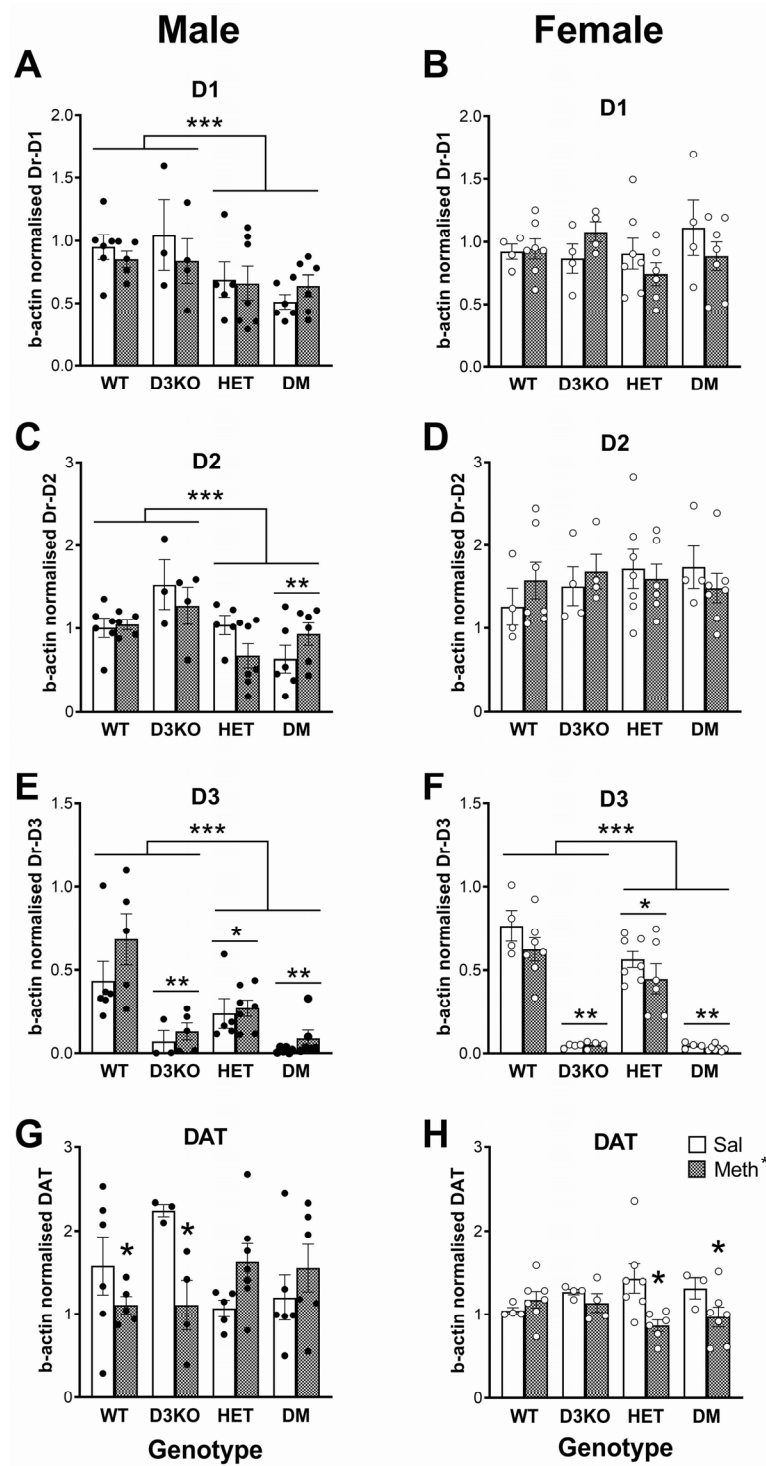 Male
Female
A
D1
b-actin normalised Dr-D1
2.0
1.5
1.0
0.5
0.0
***
WT D3KO HET DM
B
D1
b-actin normalised Dr-D1
2.0
1.5
1.0
0.5
0.0
WT D3KO HET DM
C
D2
b-actin normalised Dr-D2
3
2
1
0
***
**
WT D3KO HET DM
D
D2
b-actin normalised Dr-D2
3
2
1
0
WT D3KO HET DM
E
D3
b-actin normalised Dr-D3
1.5
1.0
0.5
0.0
***
**
*
**
WT D3KO HET DM
F
D3
b-actin normalised Dr-D3
1.5
1.0
0.5
0.0
***
**
*
**
WT D3KO HET DM
G
DAT
b-actin normalised DAT
3
2
1
0
*
*
WT D3KO HET DM
Genotype
H
DAT
b-actin normalised DAT
3
2
1
0
Sal
Meth*
*
*
WT D3KO HET DM
Genotype